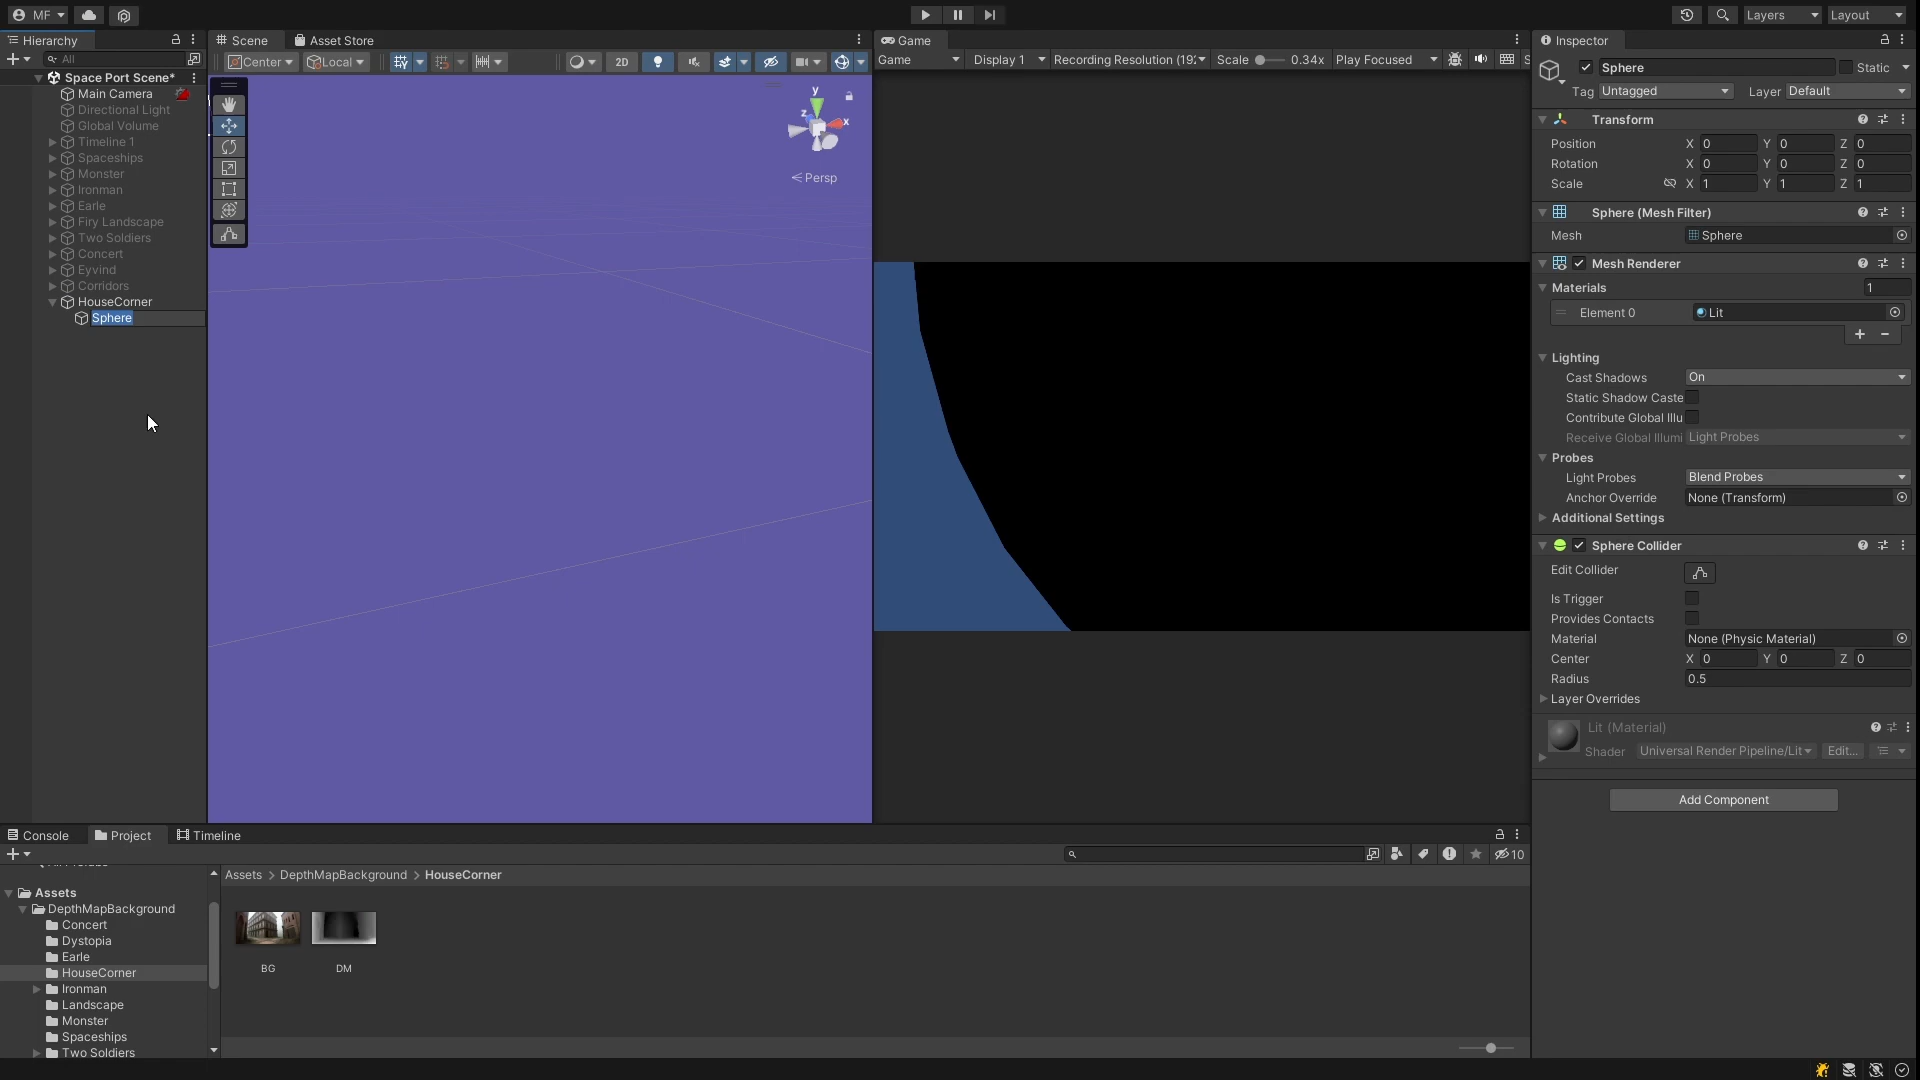 MF
Layers
Layout
Hierarchy
Scene
Asset Store
Game
Inspector
All
Center
Local
2D
Game
Display 1
Recording Resolution (19
Scale
0.34x
Play Focused
S
Sphere
Static
Space Port Scene*
Tag
Untagged
Layer
Default
Main Camera
Directional Light
Global Volume
Timeline 1
Spaceships
Monster
Ironman
Earle
Firy Landscape
Two Soldiers
Concert
Eyvind
Corridors
HouseCorner
Sphere
y
z
x
Persp
Transform
Position
X 0
Y 0
Z 0
Rotation
X 0
Y 0
Z 0
Scale
X 1
Y 1
Z 1
Sphere (Mesh Filter)
Mesh
Sphere
Mesh Renderer
Materials
1
Element 0
Lit
Lighting
Cast Shadows
On
Static Shadow Caste
Contribute Global Illu
Receive Global Illumi
Light Probes
Probes
Light Probes
Blend Probes
Anchor Override
None (Transform)
Additional Settings
Sphere Collider
Edit Collider
Is Trigger
Provides Contacts
Material
None (Physic Material)
Center
X 0
Y 0
Z 0
Radius
0.5
Layer Overrides
Lit (Material)
Shader
Universal Render Pipeline/Lit
Edit...
Add Component
Console
Project
Timeline
10
Assets
DepthMapBackground
Concert
Dystopia
Earle
HouseCorner
Ironman
Landscape
Monster
Spaceships
Two Soldiers
Assets > DepthMapBackground > HouseCorner
BG
DM